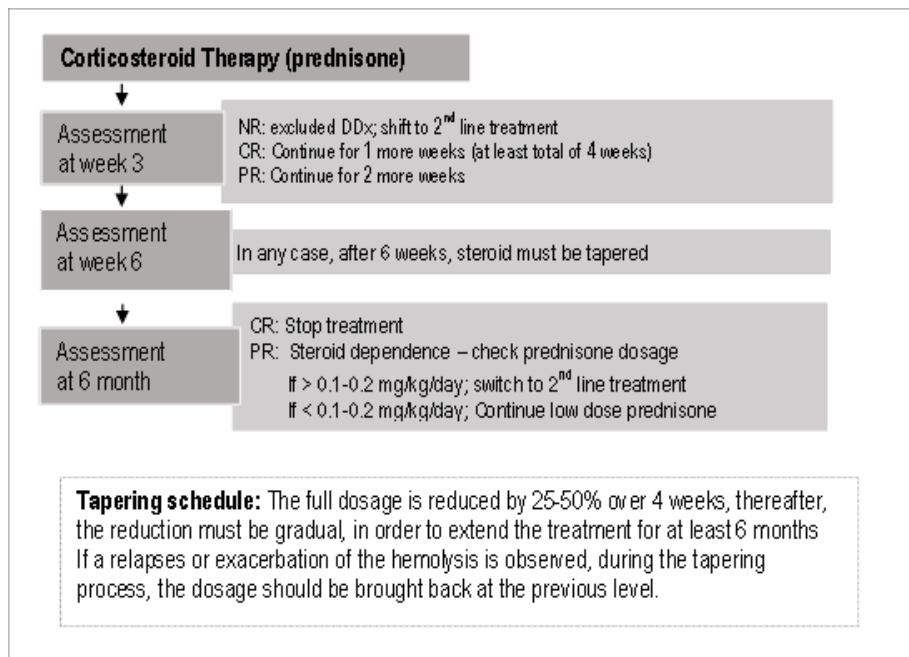 Corticosteroid Therapy (prednisone)
Assessment
at week 3
NR: excluded DDx; shift to 2nd line treatment
CR: Continue for 1 more weeks (at least total of 4 weeks)
PR: Continue for 2 more weeks
Assessment
at week 6
In any case, after 6 weeks, steroid must be tapered
Assessment
at 6 month
CR: Stop treatment
PR: Steroid dependence – check prednisone dosage
If > 0.1-0.2 mg/kg/day; switch to 2nd line treatment
If < 0.1-0.2 mg/kg/day; Continue low dose prednisone
Tapering schedule: The full dosage is reduced by 25-50% over 4 weeks, thereafter,
the reduction must be gradual, in order to extend the treatment for at least 6 months
If a relapses or exacerbation of the hemolysis is observed, during the tapering
process, the dosage should be brought back at the previous level.